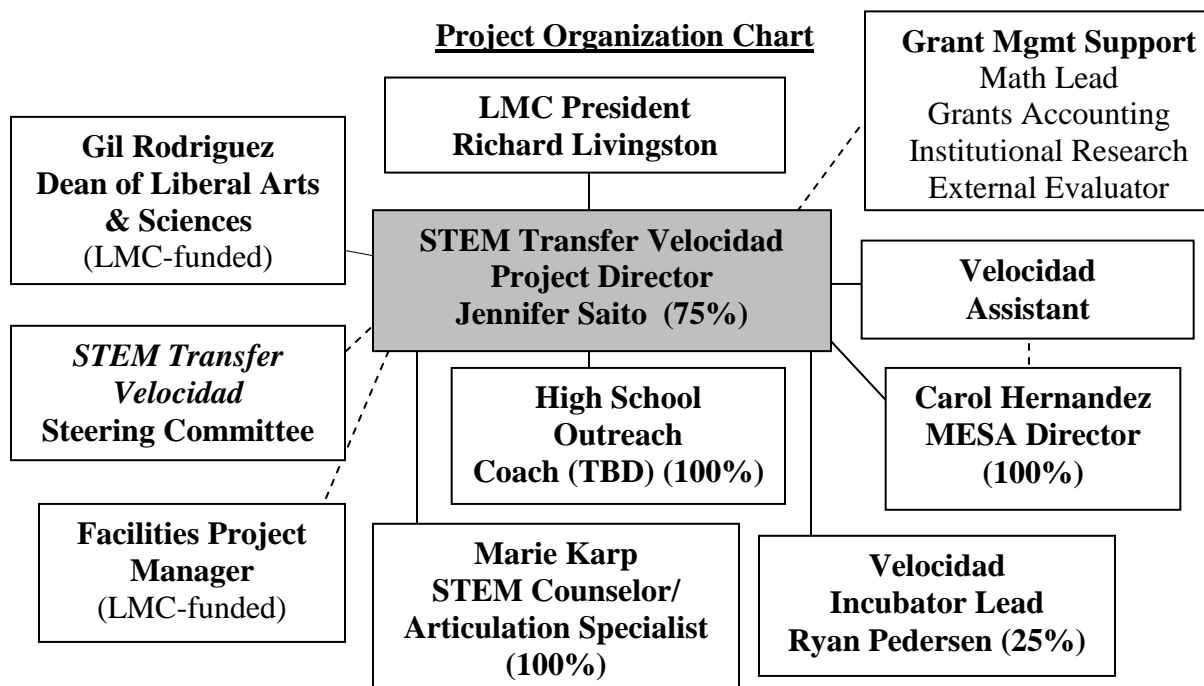 Project Organization Chart
Grant Mgmt Support
Math Lead
Grants Accounting
Institutional Research
External Evaluator
LMC President
Richard Livingston
Gil Rodriguez
Dean of Liberal Arts
& Sciences
(LMC-funded)
STEM Transfer Velocidad
Project Director
Jennifer Saito (75%)
Velocidad
Assistant
STEM Transfer
Velocidad
Steering Committee
High School
Outreach
Coach (TBD) (100%)
Carol Hernandez
MESA Director
(100%)
Facilities Project
Manager
(LMC-funded)
Marie Karp
STEM Counselor/
Articulation Specialist
(100%)
Velocidad
Incubator Lead
Ryan Pedersen (25%)